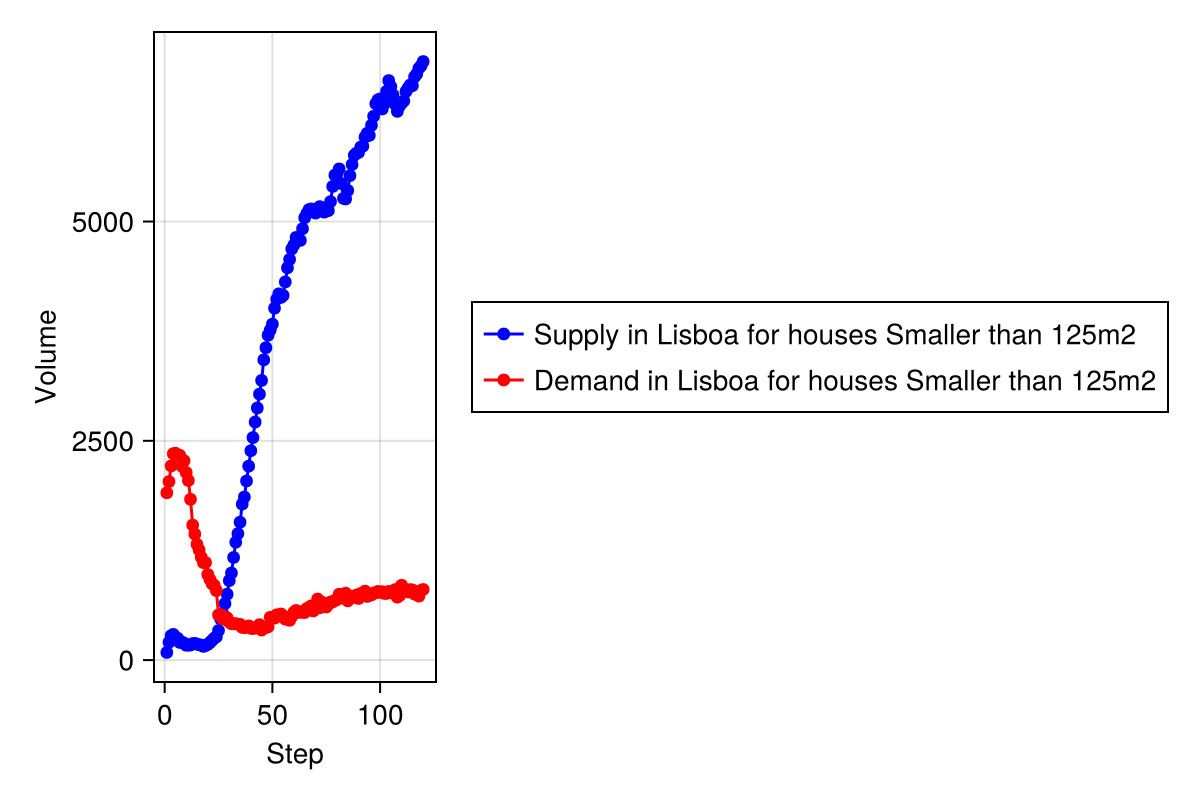 Volume
5000
2500
0
0 50 100
Step
Supply in Lisboa for houses Smaller than 125m2
Demand in Lisboa for houses Smaller than 125m2